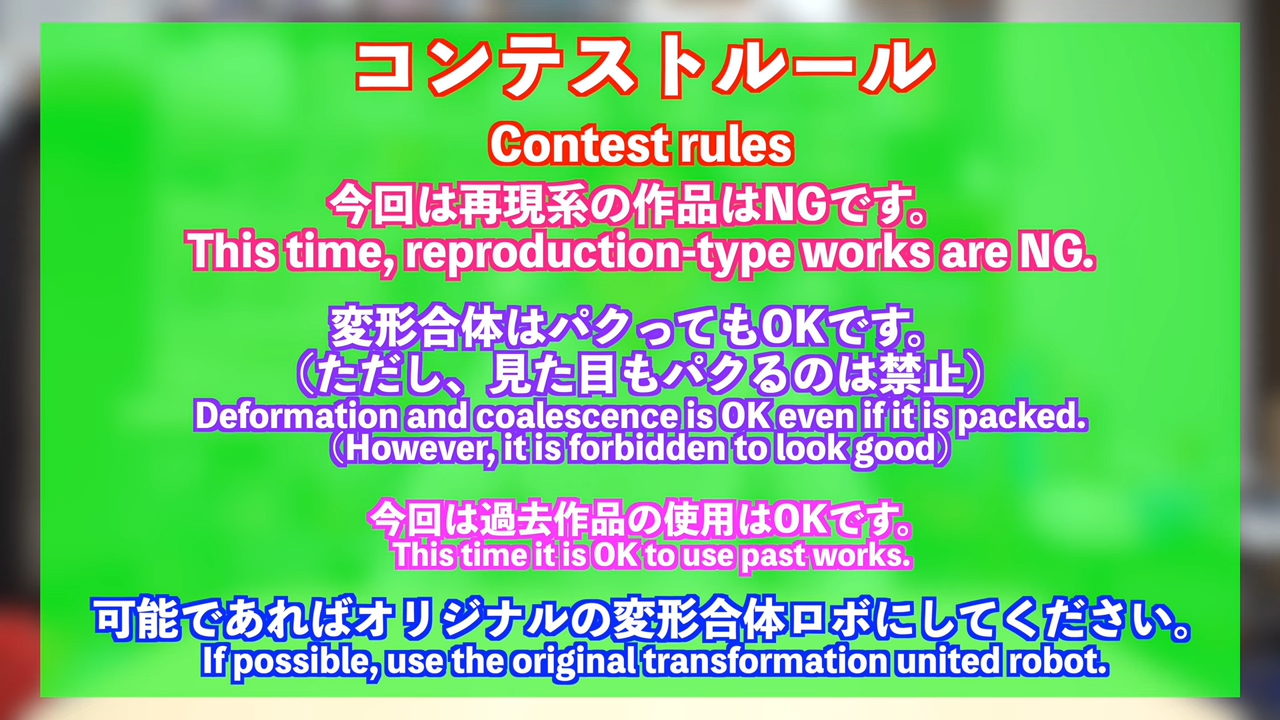 コンテストルール
Contest rules
今回は再現系の作品はNGです。
This time, reproduction-type works are NG.
変形合体はパクってもOKです。
（ただし、見た目もパクるのは禁止）
Deformation and coalescence is OK even if it is packed.
（However, it is forbidden to look good）
今回は過去作品の使用はOKです。
This time it is OK to use past works.
可能であればオリジナルの変形合体ロボにしてください。
If possible, use the original transformation united robot.